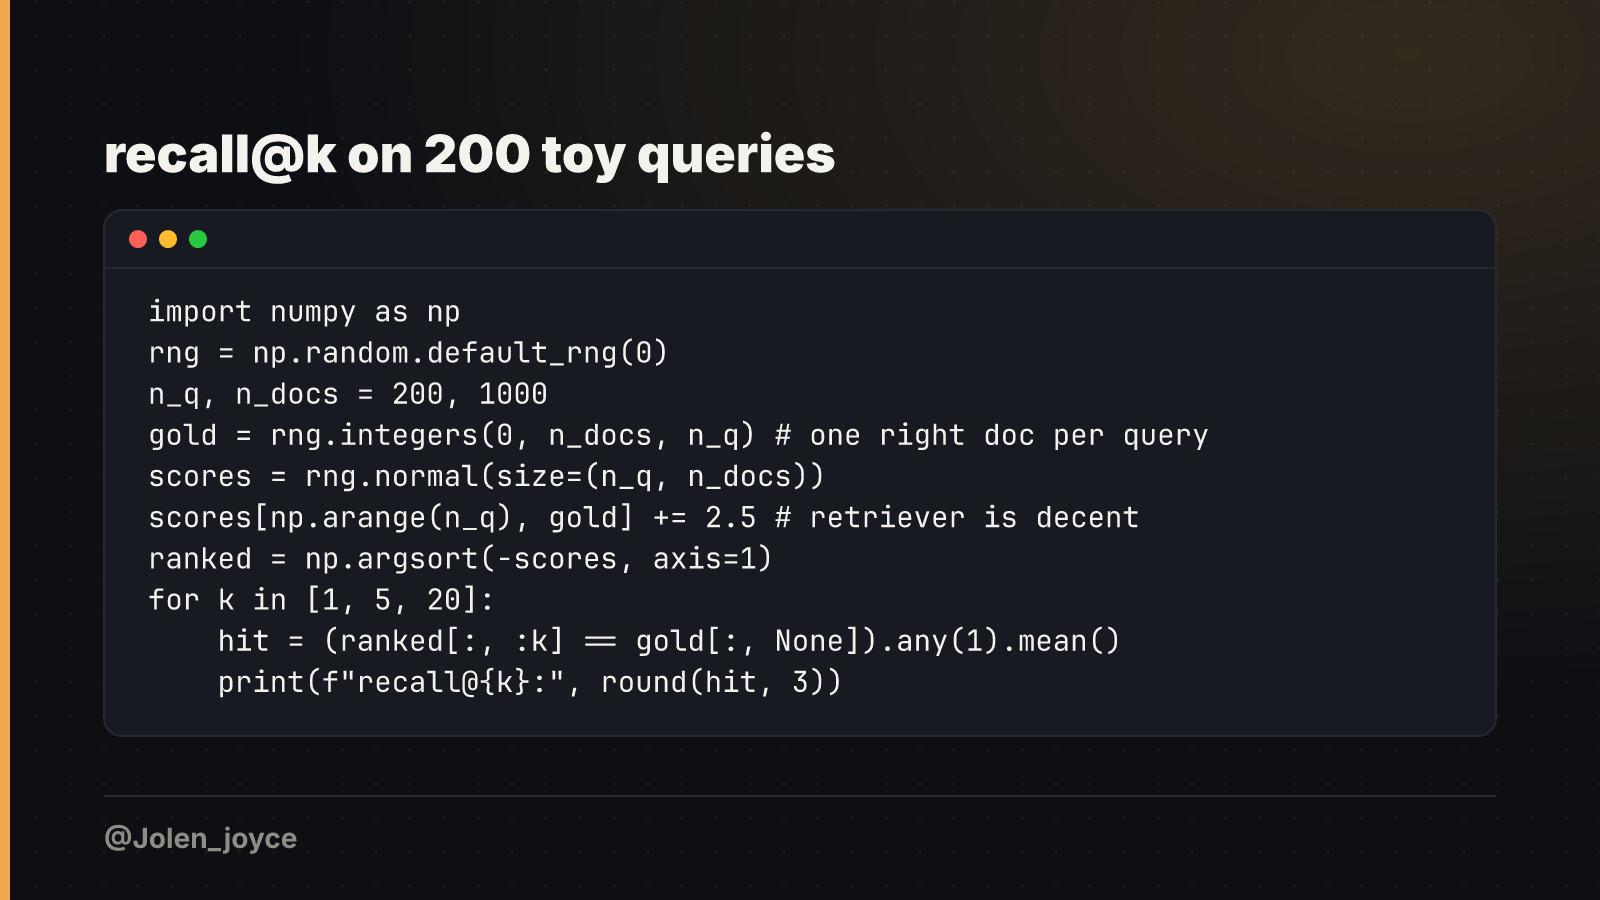 recall@k on 200 toy queries
import numpy as np
rng = np.random.default_rng(0)
n_q, n_docs = 200, 1000
gold = rng.integers(0, n_docs, n_q) # one right doc per query
scores = rng.normal(size=(n_q, n_docs))
scores[np.arange(n_q), gold] += 2.5 # retriever is decent
ranked = np.argsort(-scores, axis=1)
for k in [1, 5, 20]:
    hit = (ranked[:, :k] == gold[:, None]).any(1).mean()
    print(f"recall@{k}:", round(hit, 3))
@Jolen_joyce